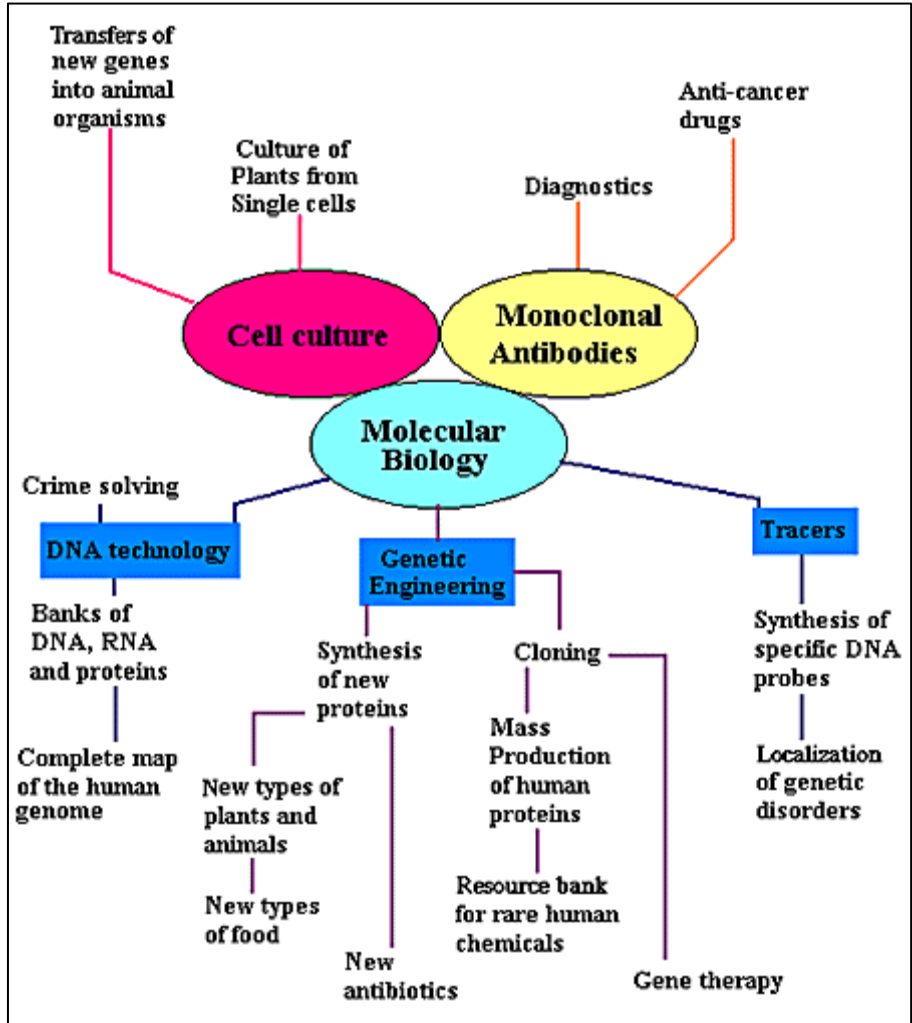 Transfers of
new genes
into animal
organisms
Culture of
Plants from
Single cells
Anti-cancer
drugs
Diagnostics
Cell culture
Monoclonal
Antibodies
Molecular
Biology
Crime solving
DNA technology
Banks of
DNA, RNA
and proteins
Complete map
of the human
genome
Genetic
Engineering
Synthesis
of new
proteins
New types of
plants and
animals
New types
of food
New
antibiotics
Cloning
Mass
Production
of human
proteins
Resource bank
for rare human
chemicals
Gene therapy
Tracers
Synthesis of
specific DNA
probes
Localization
of genetic
disorders